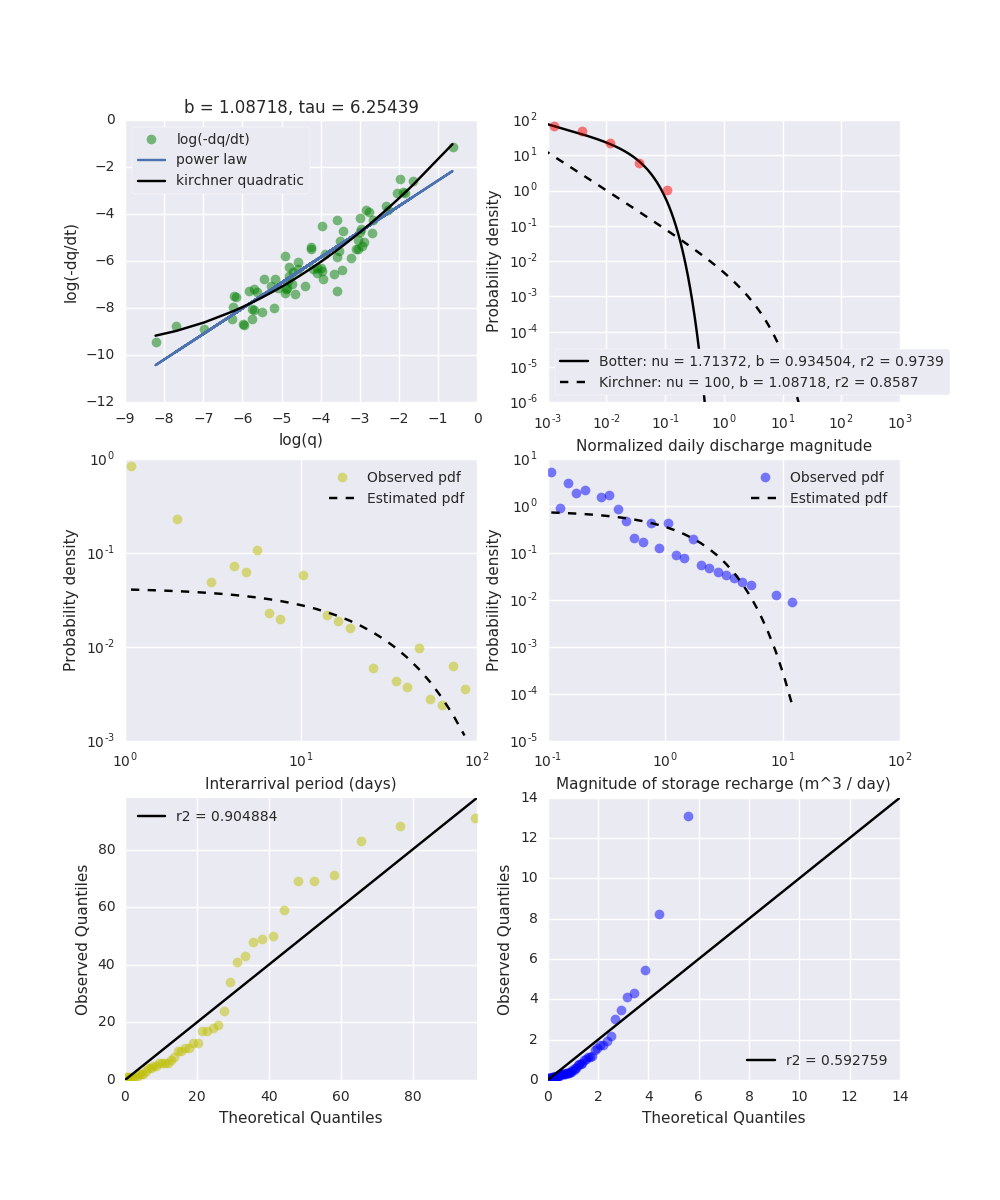 b = 1.08718, tau = 6.25439
log(-dq/dt)
power law
kirchner quadratic
log(-dq/dt)
0
−2
−4
−6
−8
−10
−12
−9 −8 −7 −6 −5 −4 −3 −2 −1 0
log(q)
Probability density
10^2
10^1
10^0
10^-1
10^-2
10^-3
10^-4
10^-5
10^-6
Botter: nu = 1.71372, b = 0.934504, r2 = 0.9739
Kirchner: nu = 100, b = 1.08718, r2 = 0.8587
10^-3 10^-2 10^-1 10^0 10^1 10^2 10^3
Normalized daily discharge magnitude
Observed pdf
Estimated pdf
Probability density
10^0
10^-1
10^-2
10^-3
10^0 10^1 10^2
Interarrival period (days)
Observed pdf
Estimated pdf
Probability density
10^1
10^0
10^-1
10^-2
10^-3
10^-4
10^-5
10^-1 10^0 10^1 10^2
Magnitude of storage recharge (m^3 / day)
r2 = 0.904884
Observed Quantiles
80
60
40
20
0
0 20 40 60 80
Theoretical Quantiles
Observed Quantiles
14
12
10
8
6
4
2
0
r2 = 0.592759
0 2 4 6 8 10 12 14
Theoretical Quantiles